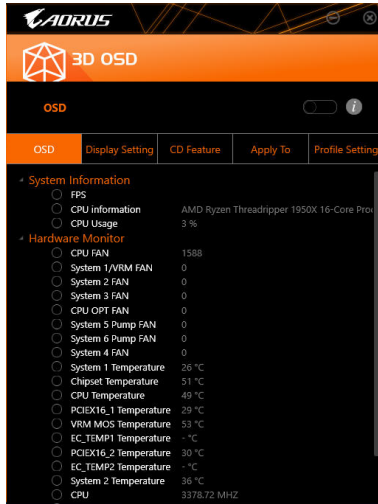 AORUS
3D OSD
OSD
OSD Display Setting CD Feature Apply To Profile Setting
System Information
FPS
CPU information AMD Ryzen Threadripper 1950X 16-Core Proc
CPU Usage 3 %
Hardware Monitor
CPU FAN 1588
System 1/VRM FAN 0
System 2 FAN 0
System 3 FAN 0
CPU OPT FAN 0
System 5 Pump FAN 0
System 6 Pump FAN 0
System 4 FAN 0
System 1 Temperature 26 °C
Chipset Temperature 51 °C
CPU Temperature 49 °C
PCIEX16_1 Temperature 29 °C
VRM MOS Temperature 53 °C
EC_TEMP1 Temperature - °C
PCIEX16_2 Temperature 30 °C
EC_TEMP2 Temperature - °C
System 2 Temperature 36 °C
CPU 3378.72 MHZ